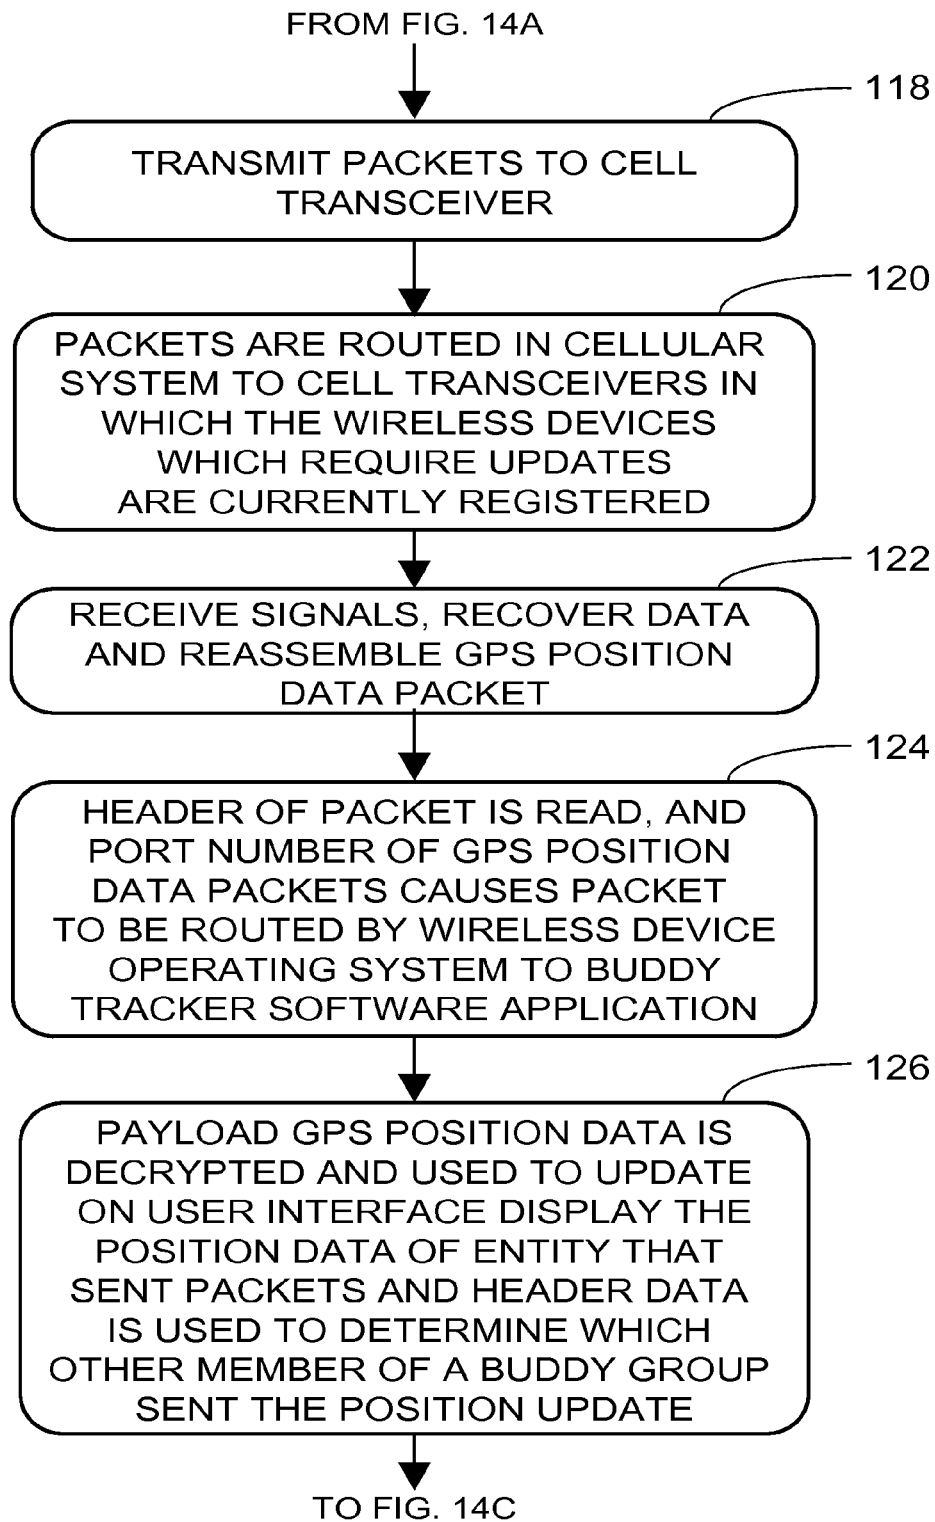 FROM FIG. 14A
118
TRANSMIT PACKETS TO CELL
TRANSCEIVER
120
PACKETS ARE ROUTED IN CELLULAR
SYSTEM TO CELL TRANSCEIVERS IN
WHICH THE WIRELESS DEVICES
WHICH REQUIRE UPDATES
ARE CURRENTLY REGISTERED
122
RECEIVE SIGNALS, RECOVER DATA
AND REASSEMBLE GPS POSITION
DATA PACKET
124
HEADER OF PACKET IS READ, AND
PORT NUMBER OF GPS POSITION
DATA PACKETS CAUSES PACKET
TO BE ROUTED BY WIRELESS DEVICE
OPERATING SYSTEM TO BUDDY
TRACKER SOFTWARE APPLICATION
126
PAYLOAD GPS POSITION DATA IS
DECRYPTED AND USED TO UPDATE
ON USER INTERFACE DISPLAY THE
POSITION DATA OF ENTITY THAT
SENT PACKETS AND HEADER DATA
IS USED TO DETERMINE WHICH
OTHER MEMBER OF A BUDDY GROUP
SENT THE POSITION UPDATE
TO FIG. 14C